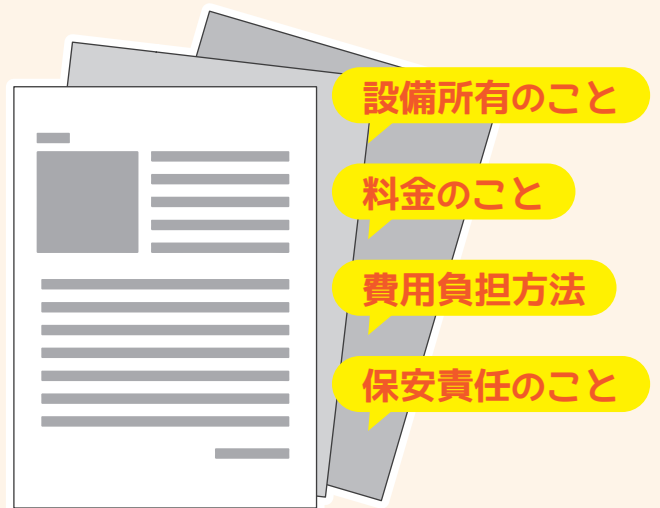 設備所有のこと
料金のこと
費用負担方法
保安責任のこと